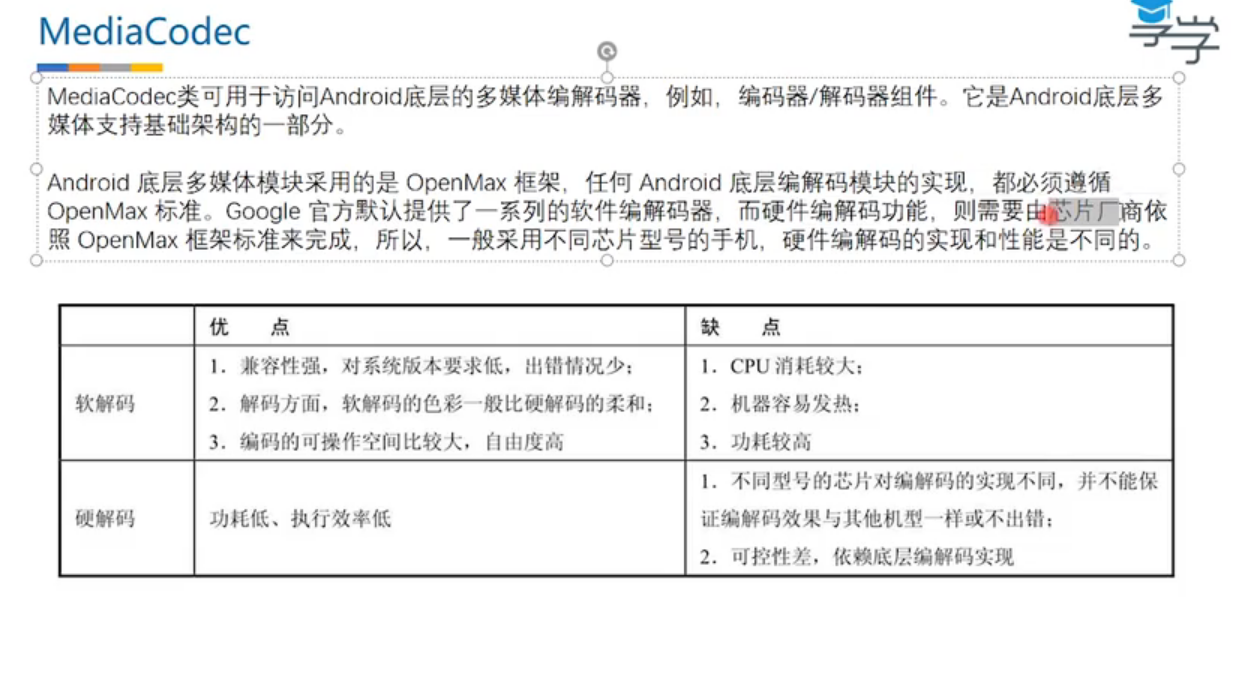 MediaCodec
享学
MediaCodec类可用于访问Android底层的多媒体编解码器，例如，编码器/解码器组件。它是Android底层多
媒体支持基础架构的一部分。
Android 底层多媒体模块采用的是 OpenMax 框架，任何 Android 底层编解码模块的实现，都必须遵循
OpenMax 标准。Google 官方默认提供了一系列的软件编解码器，而硬件编解码功能，则需要由芯片厂商依
照 OpenMax 框架标准来完成，所以，一般采用不同芯片型号的手机，硬件编解码的实现和性能是不同的。
优 点
缺 点
软解码
1．兼容性强，对系统版本要求低，出错情况少；
2．解码方面，软解码的色彩一般比硬解码的柔和；
3．编码的可操作空间比较大，自由度高
1．CPU 消耗较大；
2．机器容易发热；
3．功耗较高
硬解码
功耗低、执行效率低
1．不同型号的芯片对编解码的实现不同，并不能保
证编解码效果与其他机型一样或不出错；
2．可控性差，依赖底层编解码实现